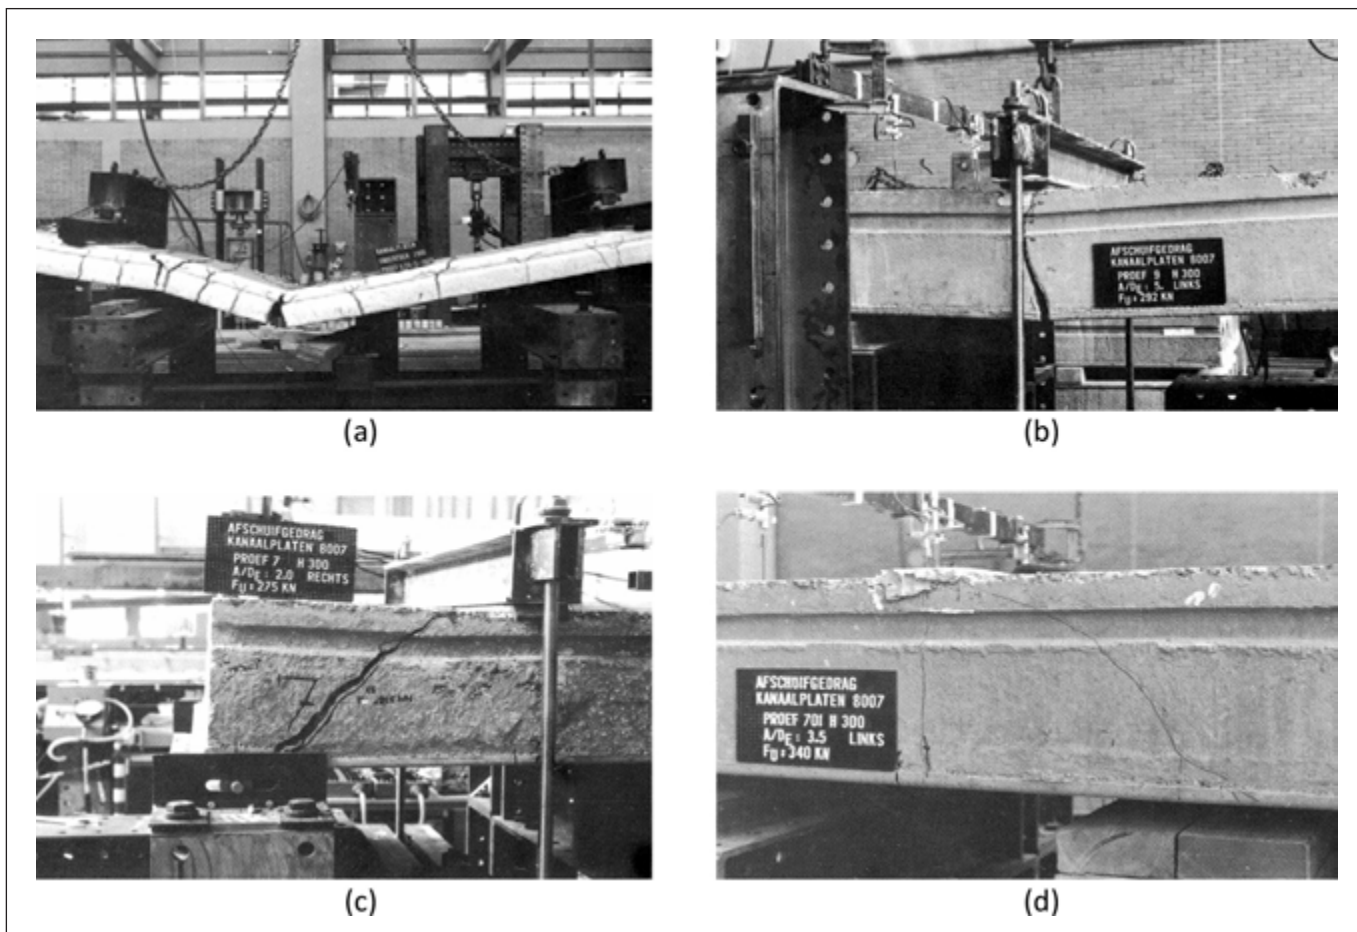 (a)
AFSCHUIFGEDRAG
KANAALPLATEN 8007
PROEF 9 H 300
A/DE : 5. LINKS
FU = 292 KN
(b)
AFSCHUIFGEDRAG
KANAALPLATEN 8007
PROEF 7 H 300
A/DE : 2.0 RECHTS
FU = 275 KN
(c)
AFSCHUIFGEDRAG
KANAALPLATEN 8007
PROEF 701 H 300
A/DE : 3.5 LINKS
FU = 340 KN
(d)